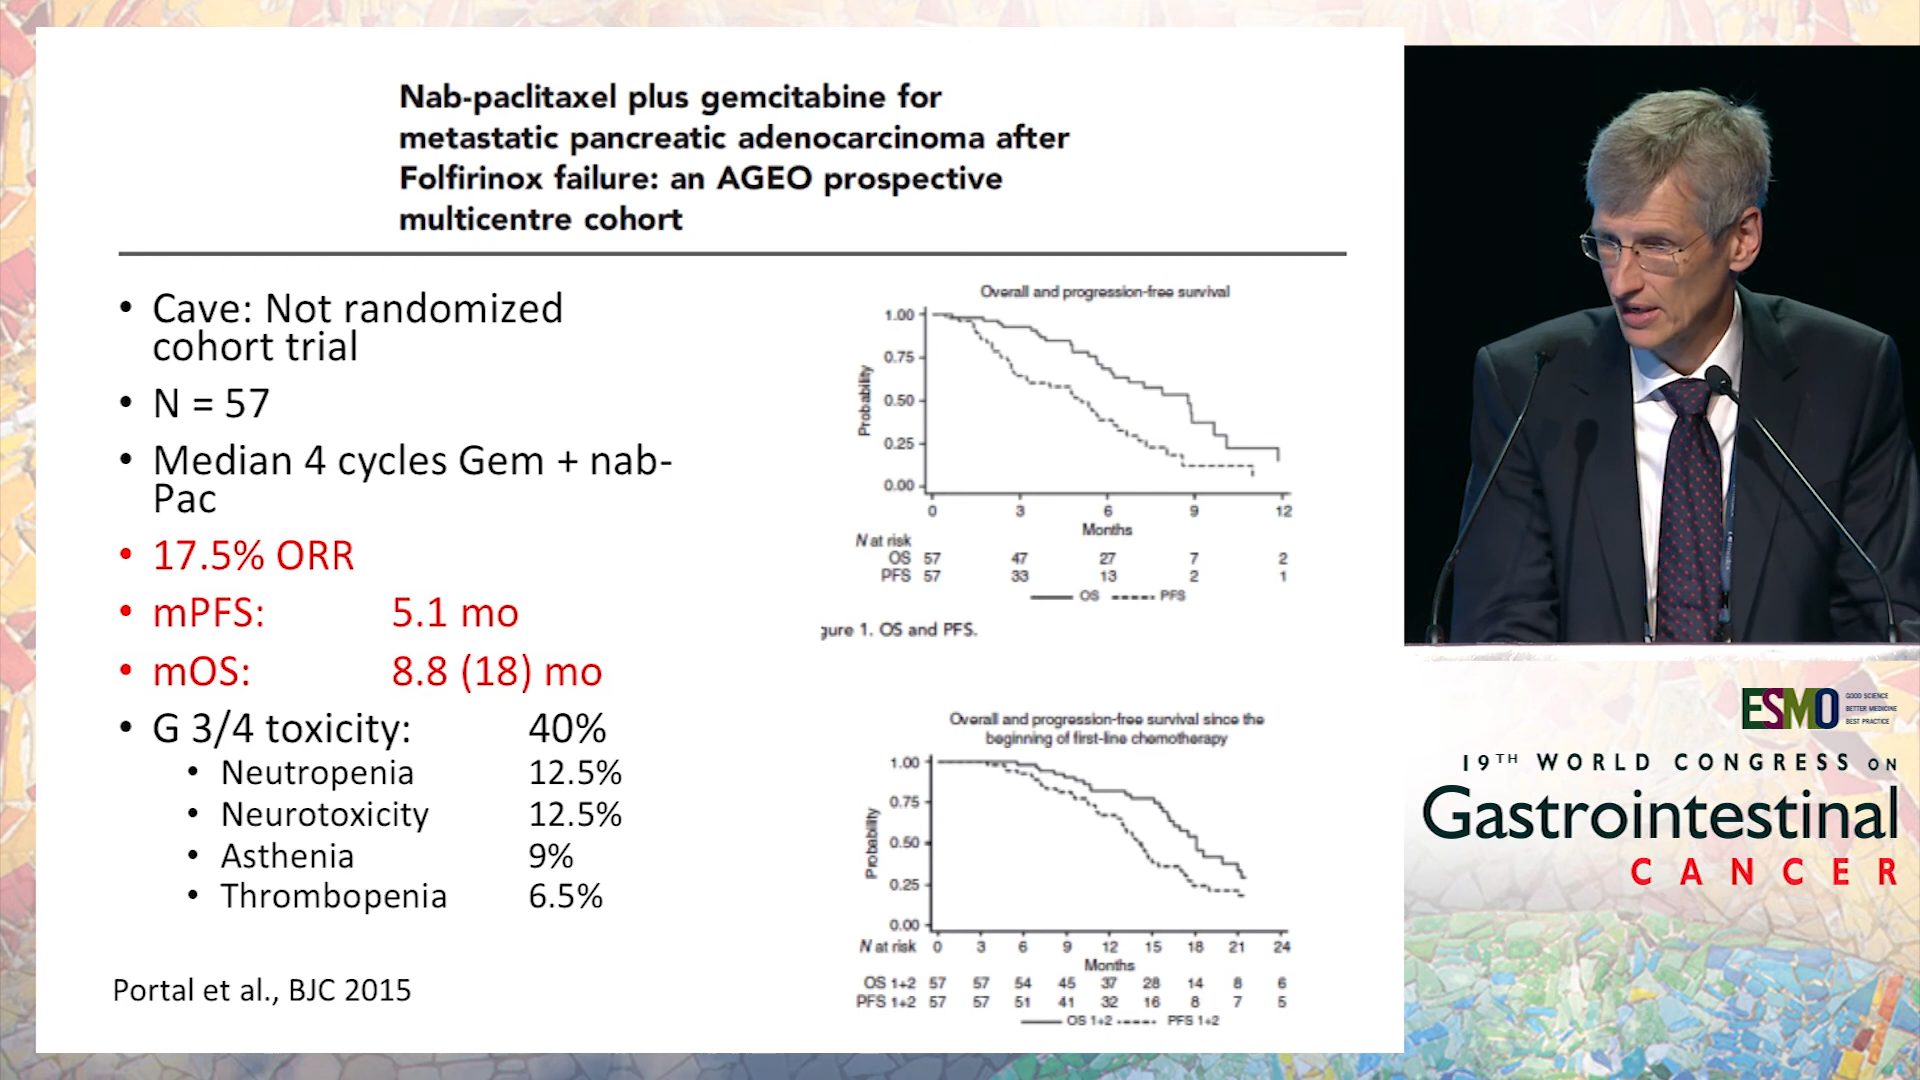 Nab-paclitaxel plus gemcitabine for
metastatic pancreatic adenocarcinoma after
Folfirinox failure: an AGEO prospective
multicentre cohort
• Cave: Not randomized
cohort trial
• N = 57
• Median 4 cycles Gem + nab-
Pac
• 17.5% ORR
• mPFS: 5.1 mo
• mOS: 8.8 (18) mo
• G 3/4 toxicity: 40%
• Neutropenia 12.5%
• Neurotoxicity 12.5%
• Asthenia 9%
• Thrombopenia 6.5%
Portal et al., BJC 2015
Overall and progression-free survival
Probability
1.00
0.75
0.50
0.25
0.00
0 3 6 9 12
Months
N at risk
OS 57 47 27 7 2
PFS 57 33 13 2 1
OS PFS
gure 1. OS and PFS.
Overall and progression-free survival since the
beginning of first-line chemotherapy
Probability
1.00
0.75
0.50
0.25
0.00
N at risk 0 3 6 9 12 15 18 21 24
Months
OS 1+2 57 57 54 45 37 28 14 8 6
PFS 1+2 57 57 51 41 32 16 8 7 5
OS 1+2 PFS 1+2
ESMO
GOOD SCIENCE
BETTER MEDICINE
BEST PRACTICE
19TH WORLD CONGRESS ON
Gastrointestinal
CANCER